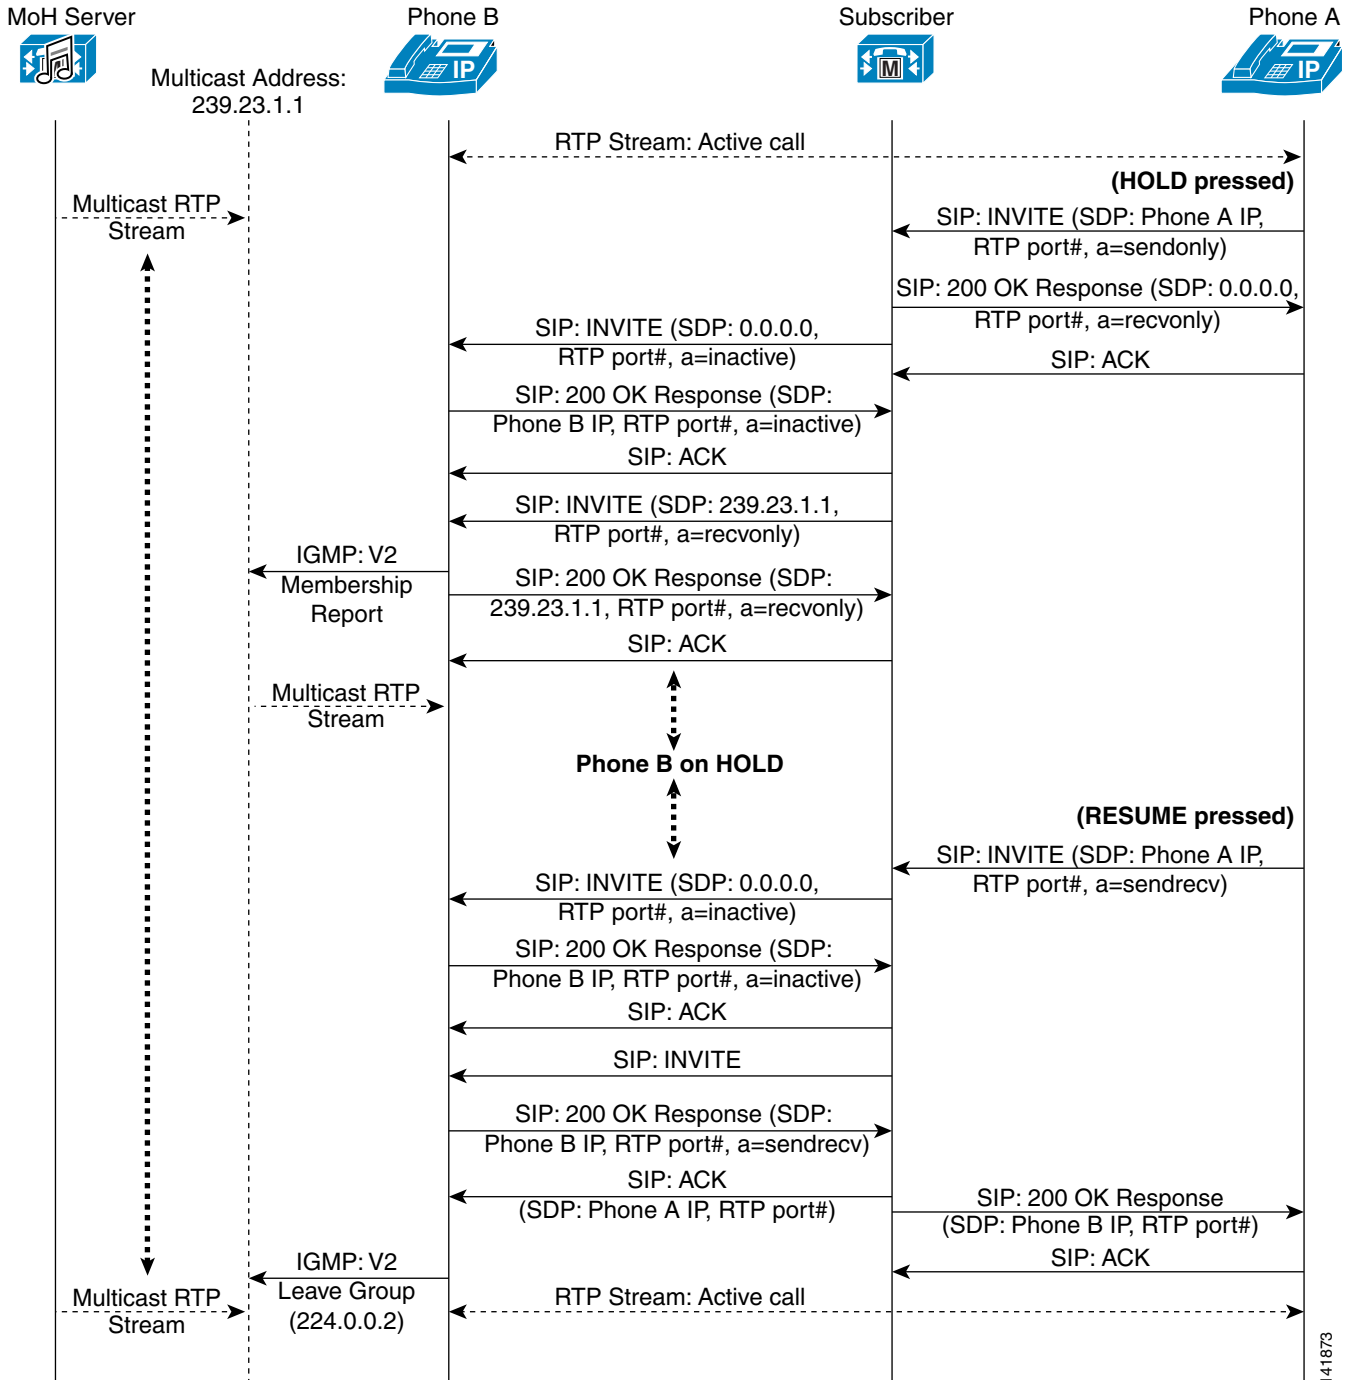 MoH Server
Phone B
Subscriber
Phone A
IP
M
IP
Multicast Address:
239.23.1.1
RTP Stream: Active call
(HOLD pressed)
Multicast RTP
Stream
SIP: INVITE (SDP: Phone A IP,
RTP port#, a=sendonly)
SIP: 200 OK Response (SDP: 0.0.0.0,
RTP port#, a=recvonly)
SIP: INVITE (SDP: 0.0.0.0,
RTP port#, a=inactive)
SIP: ACK
SIP: 200 OK Response (SDP:
Phone B IP, RTP port#, a=inactive)
SIP: ACK
SIP: INVITE (SDP: 239.23.1.1,
RTP port#, a=recvonly)
IGMP: V2
Membership
Report
SIP: 200 OK Response (SDP:
239.23.1.1, RTP port#, a=recvonly)
SIP: ACK
Multicast RTP
Stream
Phone B on HOLD
(RESUME pressed)
SIP: INVITE (SDP: Phone A IP,
RTP port#, a=sendrecv)
SIP: INVITE (SDP: 0.0.0.0,
RTP port#, a=inactive)
SIP: 200 OK Response (SDP:
Phone B IP, RTP port#, a=inactive)
SIP: ACK
SIP: INVITE
SIP: 200 OK Response (SDP:
Phone B IP, RTP port#, a=sendrecv)
SIP: ACK
(SDP: Phone A IP, RTP port#)
SIP: 200 OK Response
(SDP: Phone B IP, RTP port#)
SIP: ACK
IGMP: V2
Leave Group
(224.0.0.2)
Multicast RTP
Stream
RTP Stream: Active call
141873